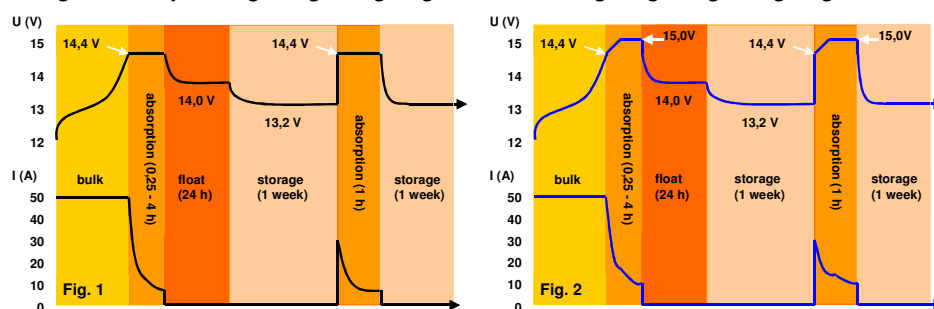 U (V)
15
14
13
12
I (A)
50
40
30
20
10
0
14,4 V
14,0 V
13,2 V
14,4 V
bulk
absorption (0,25 - 4 h)
float
(24 h)
storage
(1 week)
absorption (1 h)
storage
(1 week)
Fig. 1
U (V)
15
14
13
12
I (A)
50
40
30
20
10
0
14,4 V
15,0V
14,0 V
13,2 V
14,4 V
15,0V
bulk
absorption (0,25 - 4 h)
float
(24 h)
storage
(1 week)
absorption (1 h)
storage
(1 week)
Fig. 2